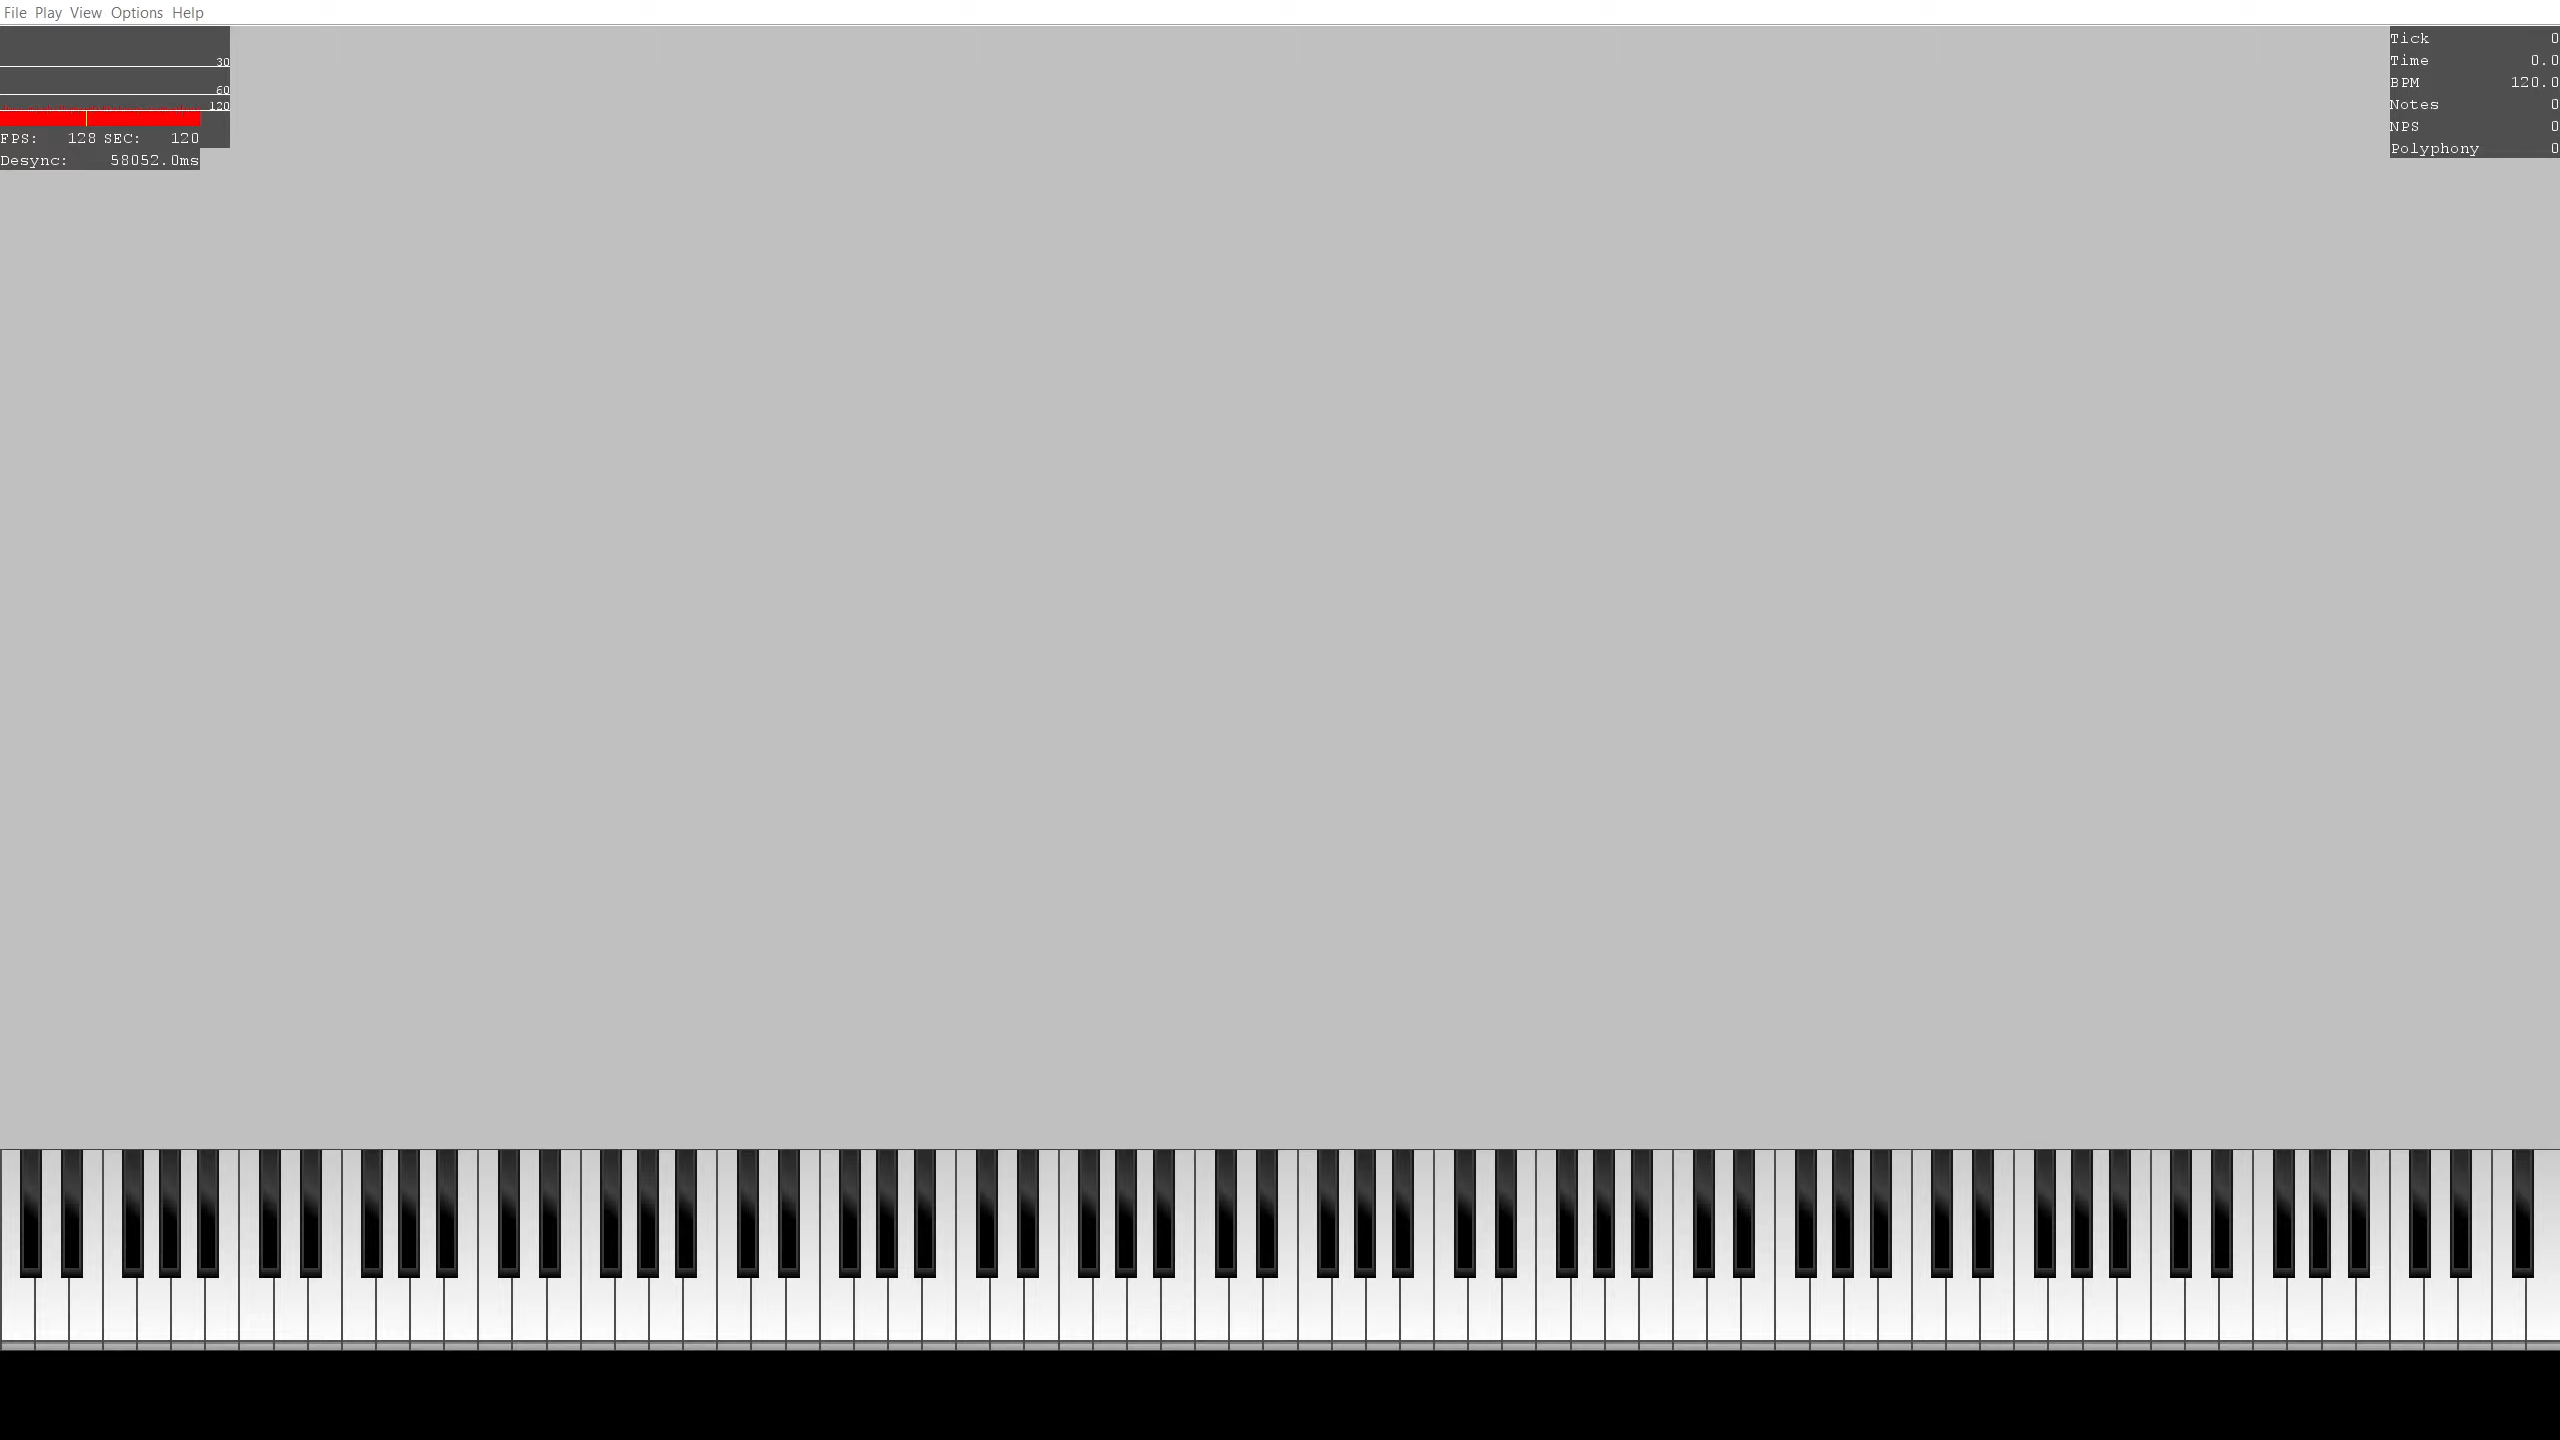 File Play View Options Help
30
60
120
FPS: 128 SEC: 120
Desync: 58052.0ms
Tick 0
Time 0.0
BPM 120.0
Notes 0
NPS 0
Polyphony 0